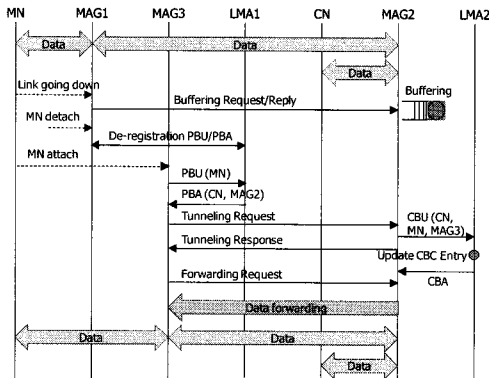 MN MAG1 MAG3 LMA1 CN MAG2 LMA2
Data Data
Data
Link going down
Buffering Request/Reply
Buffering
MN detach
De-registration PBU/PBA
MN attach
PBU (MN)
PBA (CN, MAG2)
Tunneling Request
CBU (CN,
MN, MAG3)
Tunneling Response
Update CBC Entry
Forwarding Request
CBA
Data forwarding
Data Data
Data